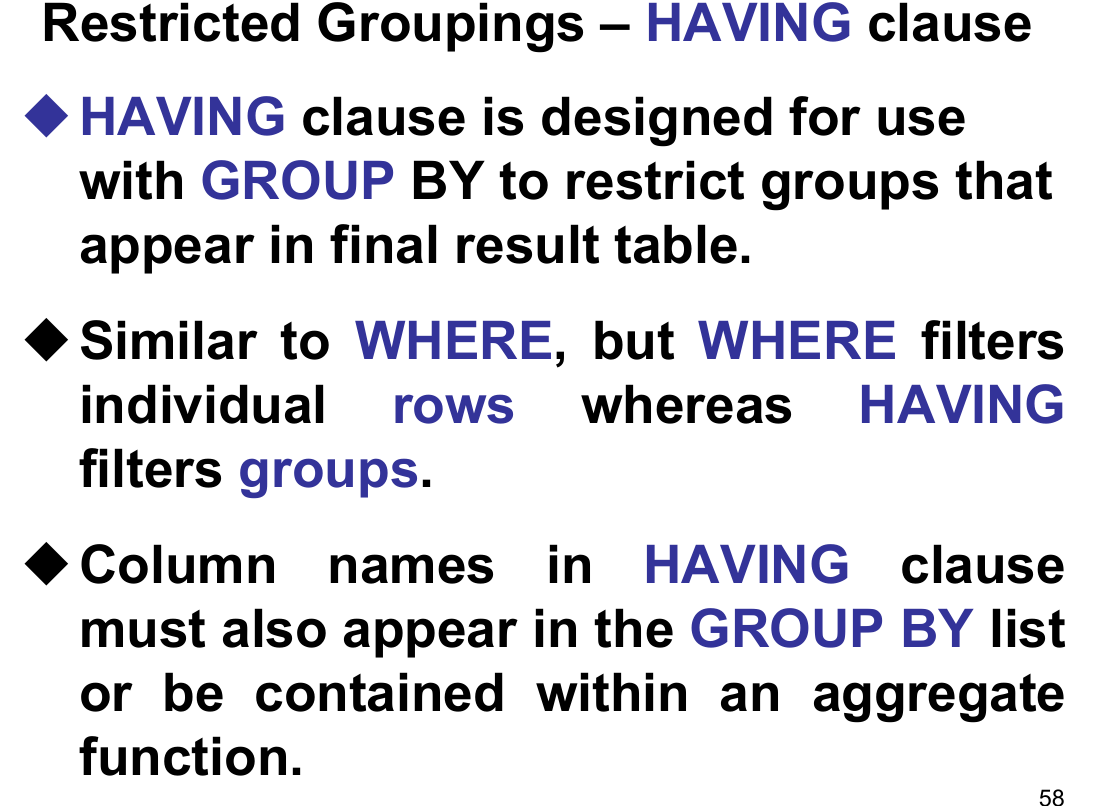 Restricted Groupings – HAVING clause
◆ HAVING clause is designed for use
with GROUP BY to restrict groups that
appear in final result table.
◆ Similar to WHERE, but WHERE filters
individual rows whereas HAVING
filters groups.
◆ Column names in HAVING clause
must also appear in the GROUP BY list
or be contained within an aggregate
function.
58